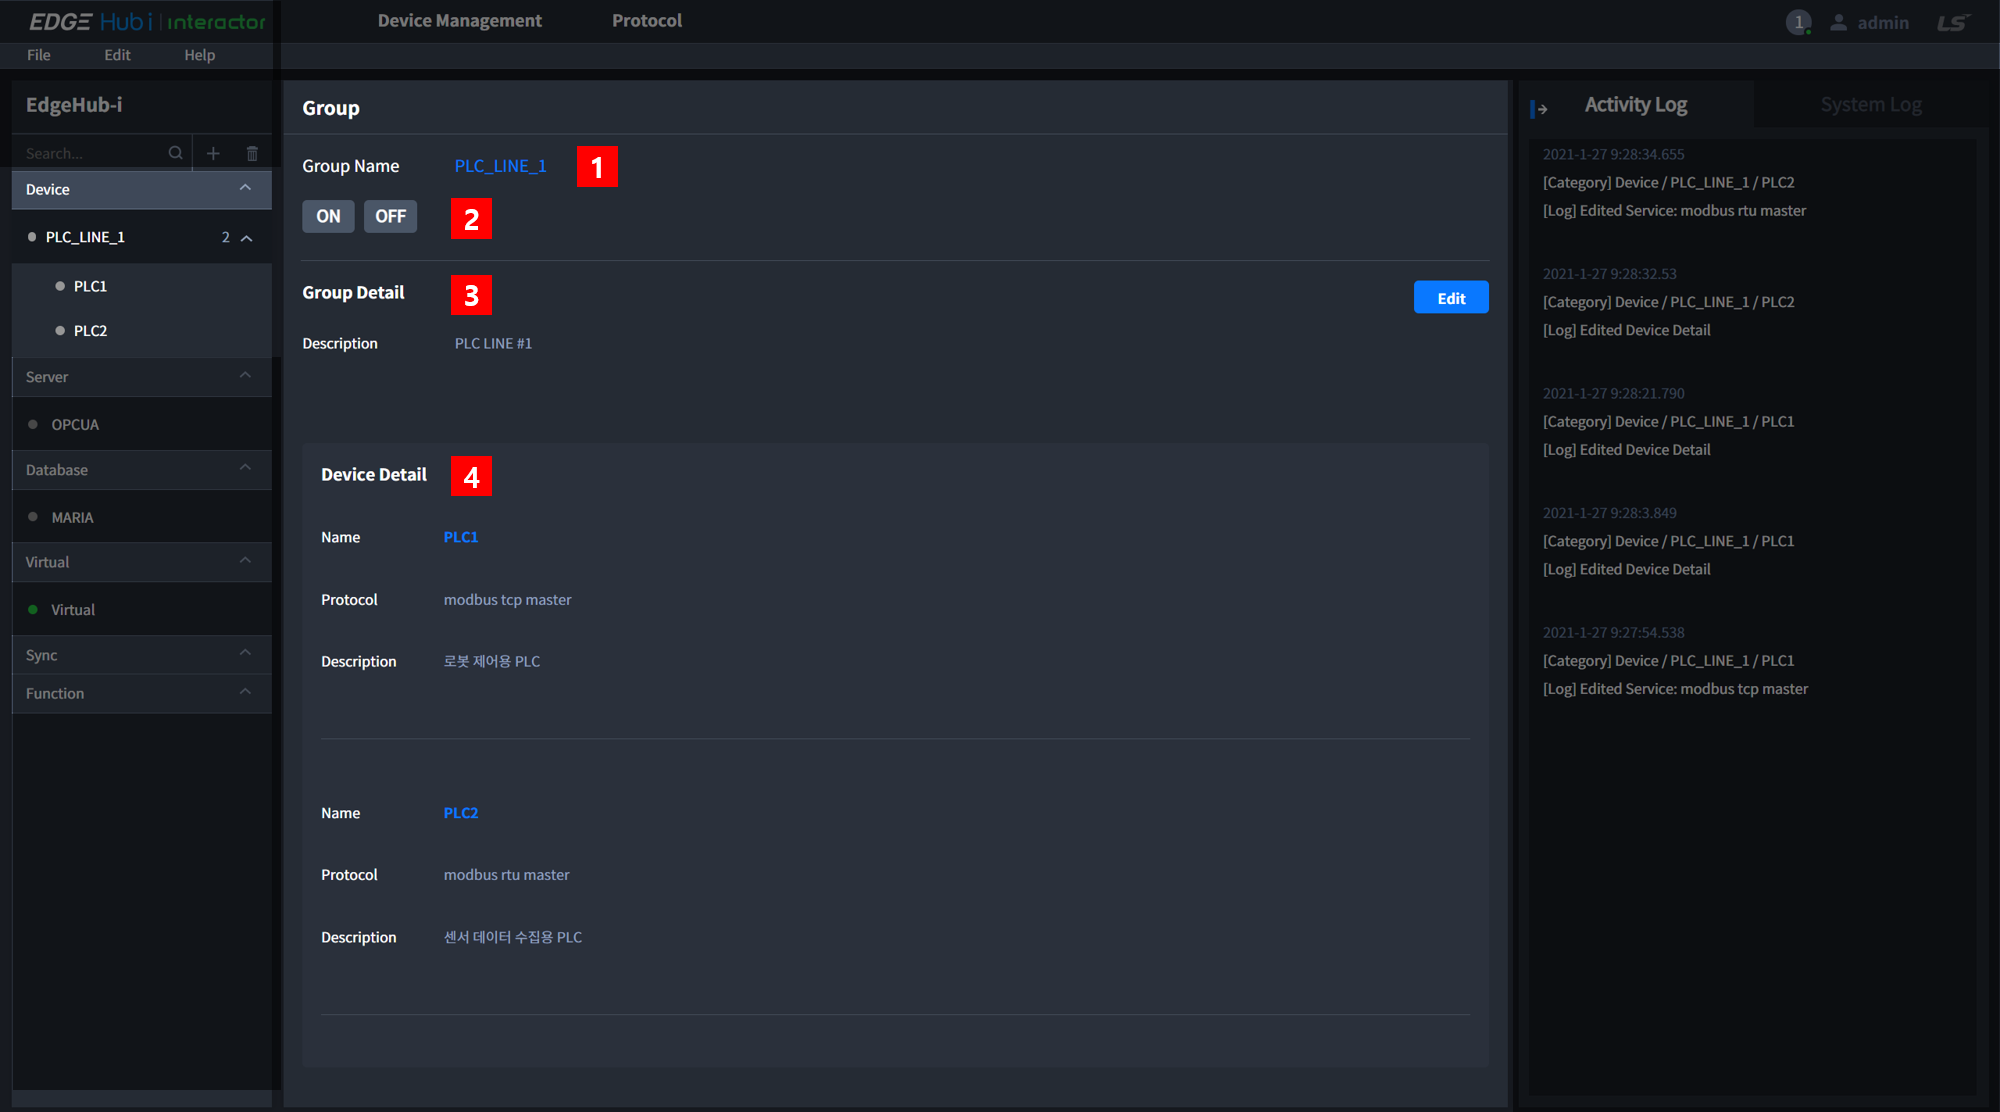 EDGE Hub i | interactor
Device Management
Protocol
1
admin
LS
File
Edit
Help
EdgeHub-i
Search...
Device
PLC_LINE_1
2
PLC1
PLC2
Server
OPCUA
Database
MARIA
Virtual
Virtual
Sync
Function
Group
Group Name
PLC_LINE_1
1
ON
OFF
2
Group Detail
3
Edit
Description
PLC LINE #1
Device Detail
4
Name
PLC1
Protocol
modbus tcp master
Description
로봇 제어용 PLC
Name
PLC2
Protocol
modbus rtu master
Description
센서 데이터 수집용 PLC
Activity Log
System Log
2021-1-27 9:28:34.655
[Category] Device / PLC_LINE_1 / PLC2
[Log] Edited Service: modbus rtu master
2021-1-27 9:28:32.53
[Category] Device / PLC_LINE_1 / PLC2
[Log] Edited Device Detail
2021-1-27 9:28:21.790
[Category] Device / PLC_LINE_1 / PLC1
[Log] Edited Device Detail
2021-1-27 9:28:3.849
[Category] Device / PLC_LINE_1 / PLC1
[Log] Edited Device Detail
2021-1-27 9:27:54.538
[Category] Device / PLC_LINE_1 / PLC1
[Log] Edited Service: modbus tcp master